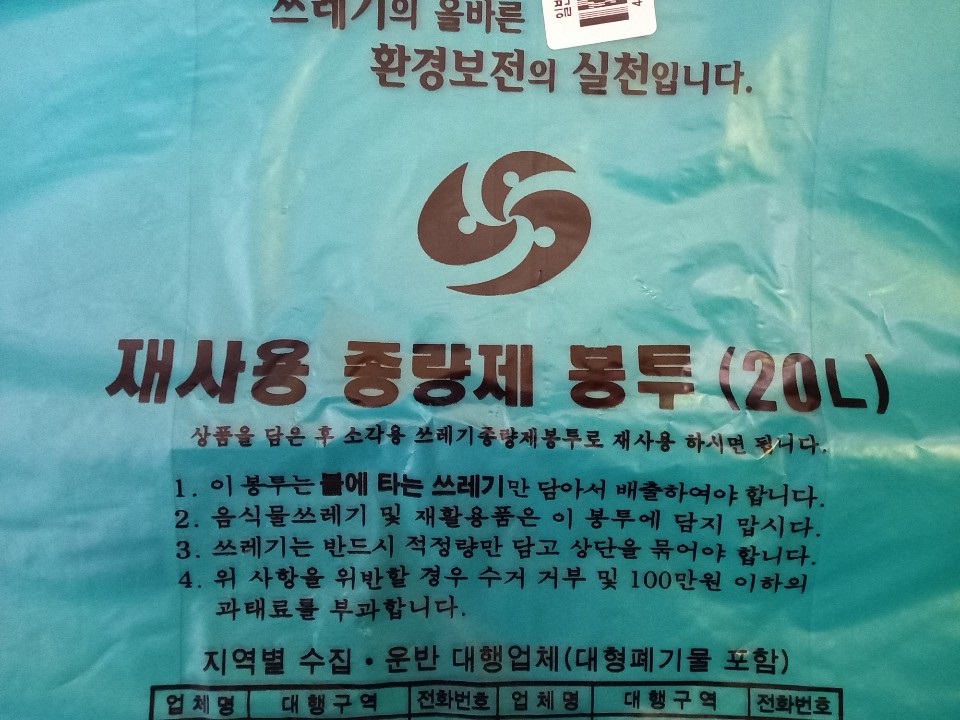 쓰레기의 올바른
환경보전의 실천입니다.
재사용 종량제 봉투 (20L)
상품을 담은 후 소각용 쓰레기종량제봉투로 재사용 하시면 됩니다.
1. 이 봉투는 불에 타는 쓰레기만 담아서 배출하여야 합니다.
2. 음식물쓰레기 및 재활용품은 이 봉투에 담지 맙시다.
3. 쓰레기는 반드시 적정량만 담고 상단을 묶어야 합니다.
4. 위 사항을 위반할 경우 수거 거부 및 100만원 이하의
과태료를 부과합니다.
지역별 수집 · 운반 대행업체(대형폐기물 포함)
업체명 대행구역 전화번호 업체명 대행구역 전화번호